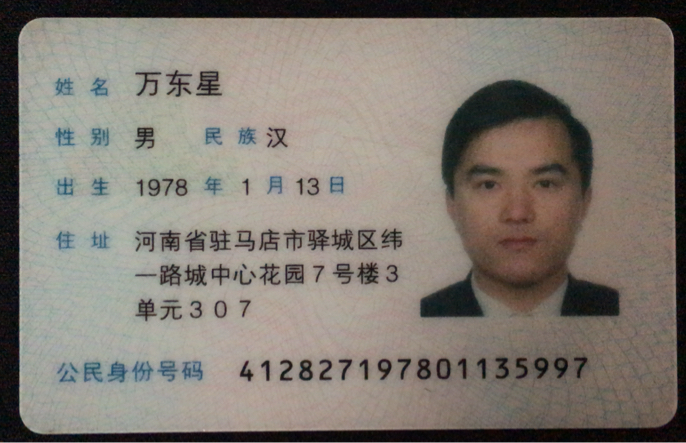 姓名 万东星
性别 男 民族 汉
出生 1978 年 1 月 13 日
住址 河南省驻马店市驿城区纬
一路城中心花园7号楼3
单元307
公民身份号码 412827197801135997